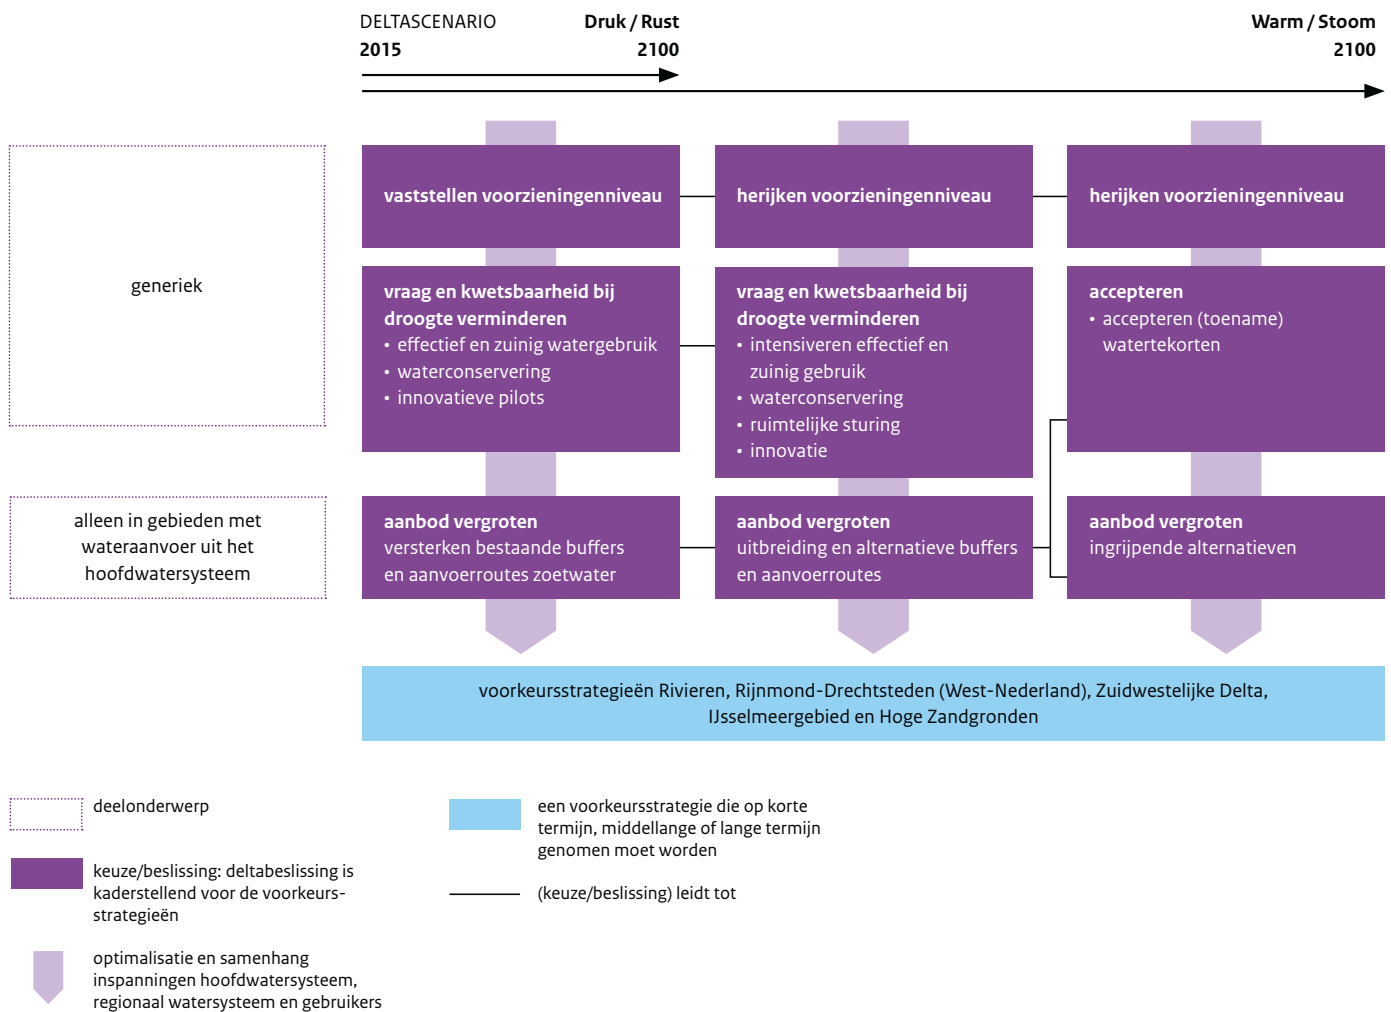 DELTASCENARIO
2015
Druk / Rust
2100
Warm / Stoom
2100
generiek
vaststellen voorzieningenniveau
herijken voorzieningenniveau
herijken voorzieningenniveau
vraag en kwetsbaarheid bij
droogte verminderen
• effectief en zuinig watergebruik
• waterconservering
• innovatieve pilots
vraag en kwetsbaarheid bij
droogte verminderen
• intensiveren effectief en
zuinig gebruik
• waterconservering
• ruimtelijke sturing
• innovatie
accepteren
• accepteren (toename)
watertekorten
alleen in gebieden met
wateraanvoer uit het
hoofdwatersysteem
aanbod vergroten
versterken bestaande buffers
en aanvoerroutes zoetwater
aanbod vergroten
uitbreiding en alternatieve buffers
en aanvoerroutes
aanbod vergroten
ingrijpende alternatieven
voorkeursstrategieën Rivieren, Rijnmond-Drechtsteden (West-Nederland), Zuidwestelijke Delta,
IJsselmeergebied en Hoge Zandgronden
deelonderwerp
keuze/beslissing: deltabeslissing is
kaderstellend voor de voorkeurs-
strategieën
optimalisatie en samenhang
inspanningen hoofdwatersysteem,
regionaal watersysteem en gebruikers
een voorkeursstrategie die op korte
termijn, middellange of lange termijn
genomen moet worden
(keuze/beslissing) leidt tot